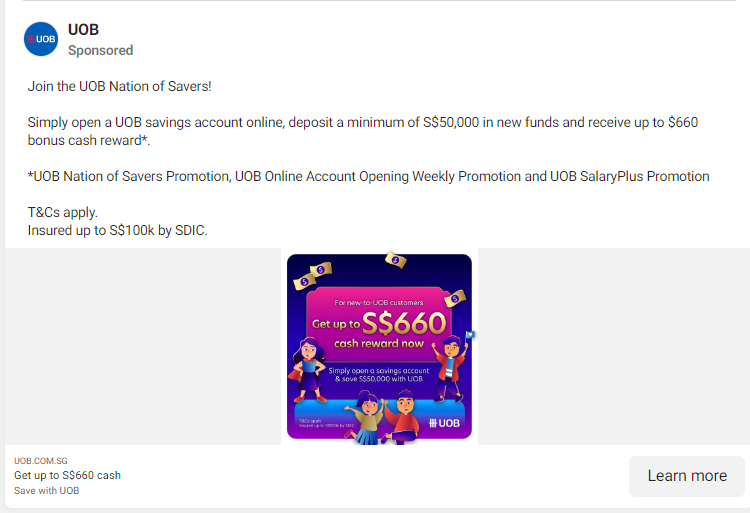 UOB
UOB
Sponsored
Join the UOB Nation of Savers!
Simply open a UOB savings account online, deposit a minimum of S$50,000 in new funds and receive up to $660
bonus cash reward*.
*UOB Nation of Savers Promotion, UOB Online Account Opening Weekly Promotion and UOB SalaryPlus Promotion
T&Cs apply.
Insured up to S$100k by SDIC.
For new-to-UOB customers
Get up to S$660
cash reward now
Simply open a savings account
& save S$50,000 with UOB
T&Cs apply.
Insured up to S$100k by SDIC
UOB
UOB.COM.SG
Get up to S$660 cash
Save with UOB
Learn more